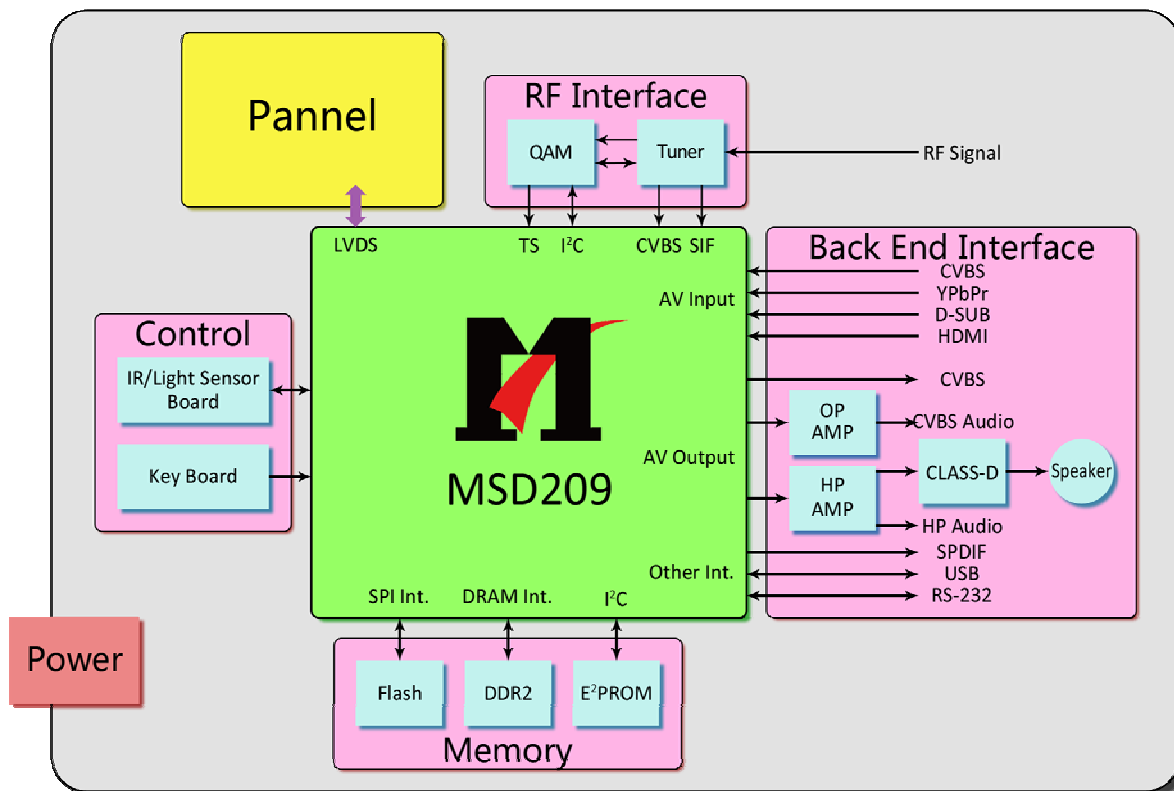 Pannel
RF Interface
QAM
Tuner
RF Signal
LVDS
TS
I²C
CVBS
SIF
Back End Interface
AV Input
CVBS
YPbPr
D-SUB
HDMI
Control
IR/Light Sensor
Board
Key Board
MSD209
CVBS
OP
AMP
CVBS Audio
AV Output
HP
AMP
CLASS-D
Speaker
HP Audio
SPDIF
Other Int.
USB
RS-232
SPI Int.
DRAM Int.
I²C
Power
Flash
DDR2
E²PROM
Memory